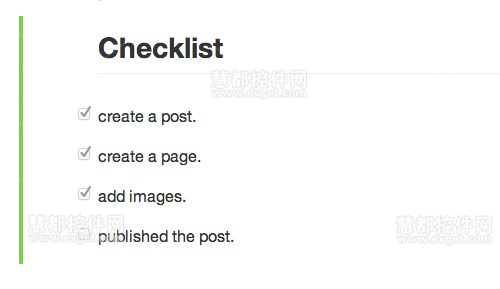 Checklist
慧都控件网
www.evget.com
create a post.
create a page.
add images.
慧都控件网
www.evget.com
published the post.
慧都控件网
www.evget.com